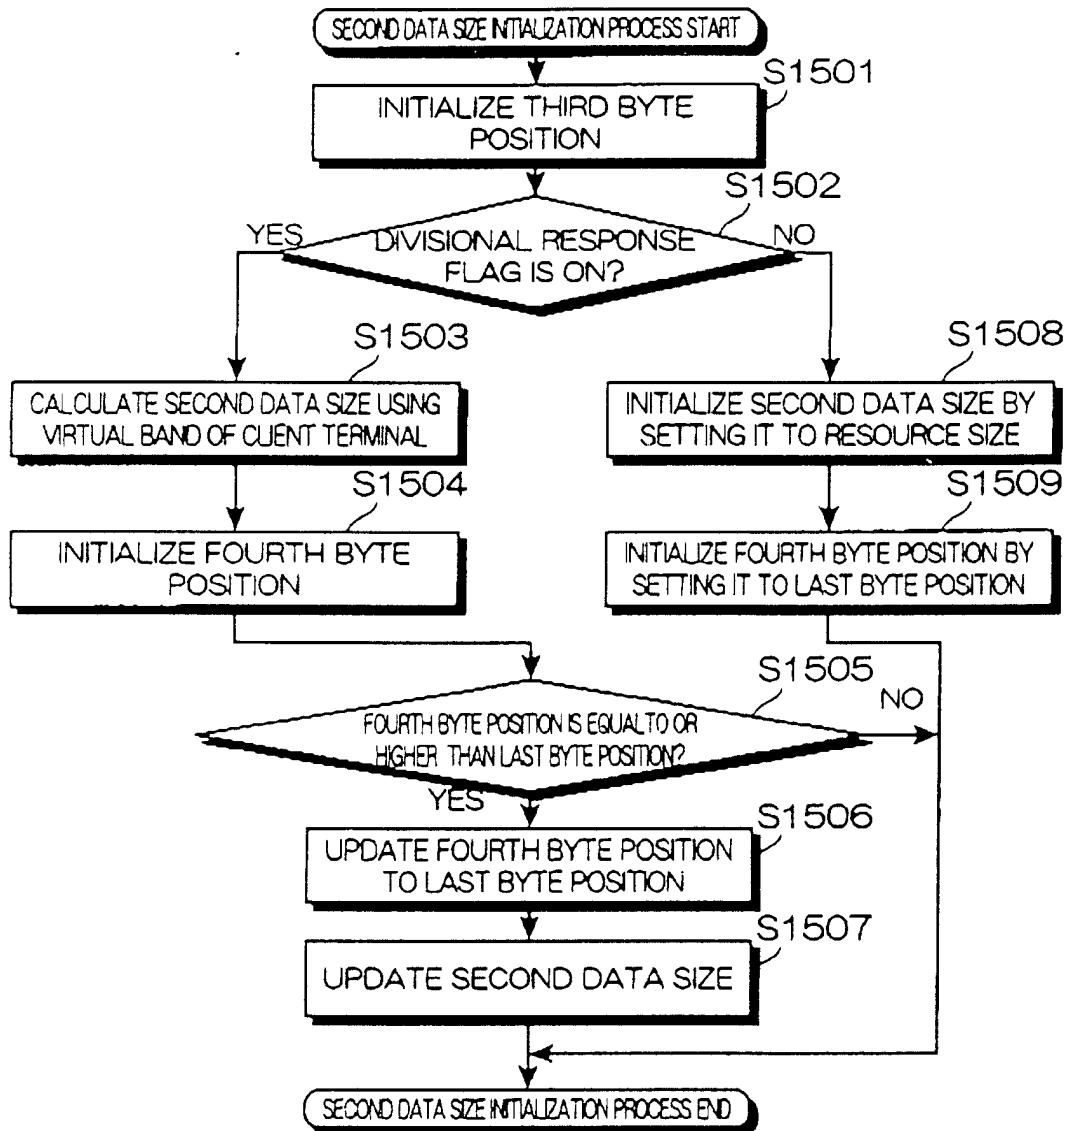 SECOND DATA SIZE INITIALIZATION PROCESS START
S1501
INITIALIZE THIRD BYTE
POSITION
S1502
YES
DIVISIONAL RESPONSE
FLAG IS ON?
NO
S1503
CALCULATE SECOND DATA SIZE USING
VIRTUAL BAND OF CLIENT TERMINAL
S1508
INITIALIZE SECOND DATA SIZE BY
SETTING IT TO RESOURCE SIZE
S1504
INITIALIZE FOURTH BYTE
POSITION
S1509
INITIALIZE FOURTH BYTE POSITION BY
SETTING IT TO LAST BYTE POSITION
S1505
FOURTH BYTE POSITION IS EQUAL TO OR
HIGHER THAN LAST BYTE POSITION?
NO
YES
S1506
UPDATE FOURTH BYTE POSITION
TO LAST BYTE POSITION
S1507
UPDATE SECOND DATA SIZE
SECOND DATA SIZE INITIALIZATION PROCESS END